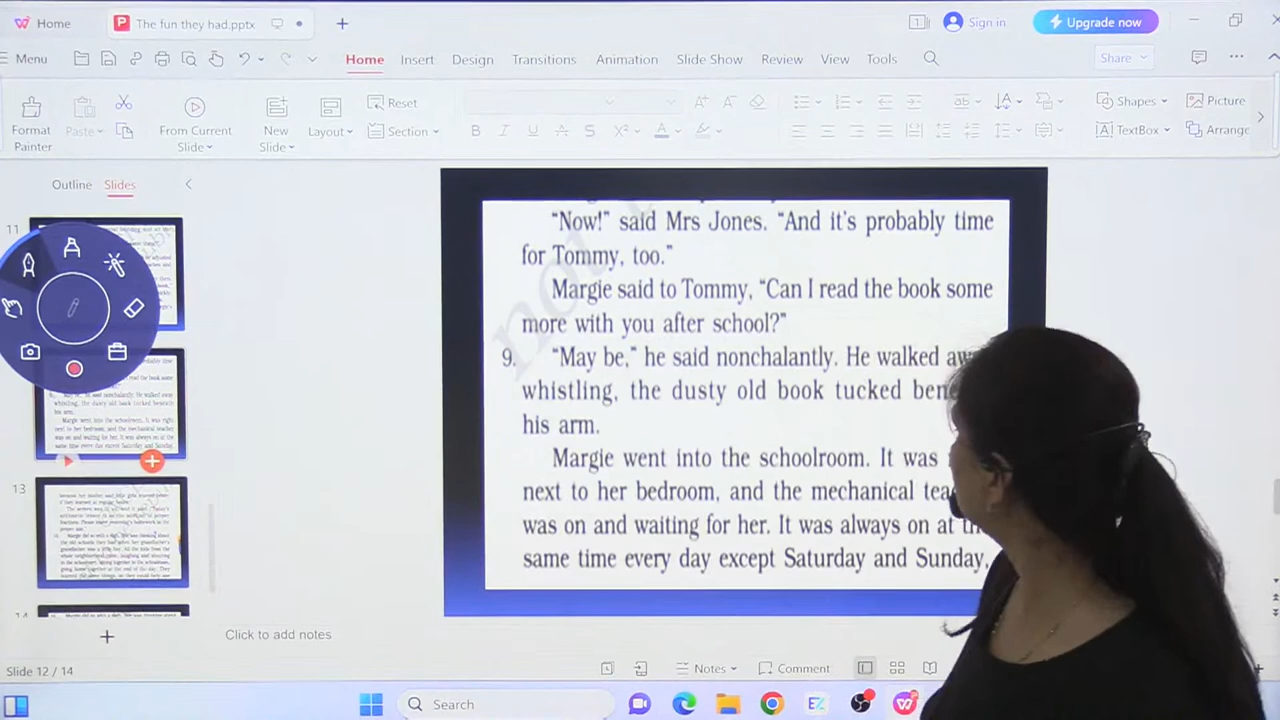 Home
The fun they had.pptx
1
Sign in
Upgrade now
Menu
Home
Insert
Design
Transitions
Animation
Slide Show
Review
View
Tools
Share
Format Painter
Paste
From Current Slide
New Slide
Layout
Reset
Section
B I U A S X² A
Shapes
Picture
TextBox
Arrange
Outline
Slides
11
13
"Now!" said Mrs Jones. "And it's probably time
for Tommy, too."
Margie said to Tommy, "Can I read the book some
more with you after school?"
9. "May be," he said nonchalantly. He walked aw
whistling, the dusty old book tucked bene
his arm.
Margie went into the schoolroom. It was
next to her bedroom, and the mechanical tea
was on and waiting for her. It was always on at th
same time every day except Saturday and Sunday,
not
Click to add notes
Slide 12 / 14
Notes
Comment
Search